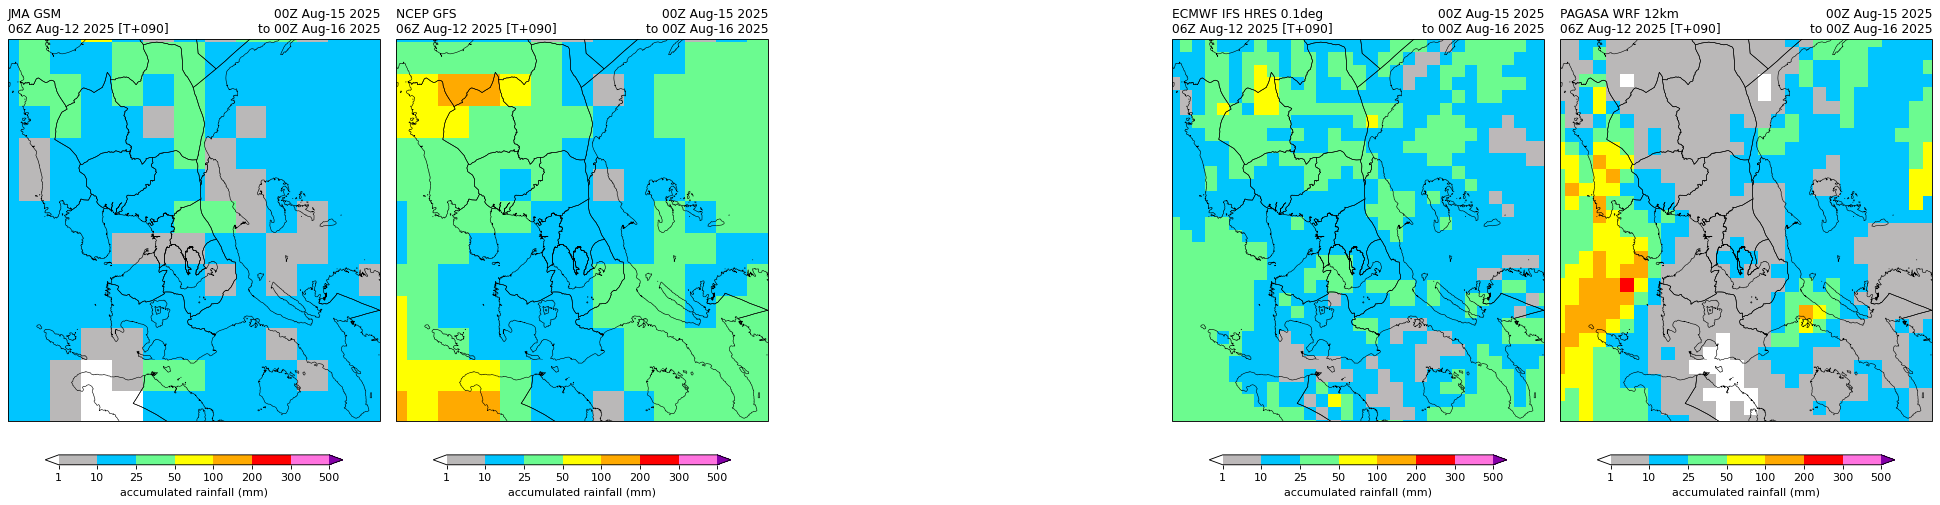 JMA GSM 00Z Aug-15 2025
06Z Aug-12 2025 [T+090] to 00Z Aug-16 2025
NCEP GFS 00Z Aug-15 2025
06Z Aug-12 2025 [T+090] to 00Z Aug-16 2025
ECMWF IFS HRES 0.1deg 00Z Aug-15 2025
06Z Aug-12 2025 [T+090] to 00Z Aug-16 2025
PAGASA WRF 12km 00Z Aug-15 2025
06Z Aug-12 2025 [T+090] to 00Z Aug-16 2025
1 10 25 50 100 200 300 500
accumulated rainfall (mm)
1 10 25 50 100 200 300 500
accumulated rainfall (mm)
1 10 25 50 100 200 300 500
accumulated rainfall (mm)
1 10 25 50 100 200 300 500
accumulated rainfall (mm)